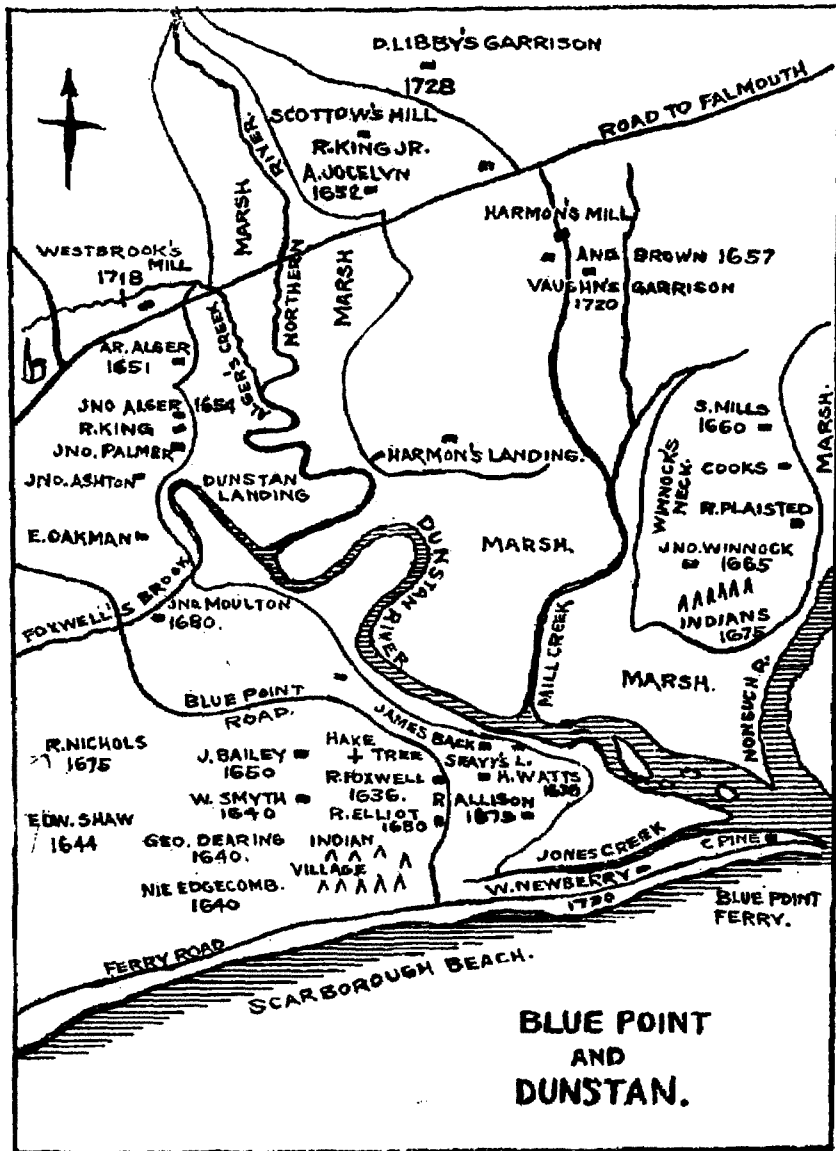 D. LIBBY'S GARRISON
1728
SCOTTOW'S MILL
R. KING JR.
A. JOCELYN
1652
ROAD TO FALMOUTH
MARSH
RIVER.
NORTHERN
MARSH
HARMON'S MILL
AND. BROWN 1657
VAUGHN'S GARRISON
1720
WESTBROOK'S
MILL
1718
AR. ALGER
1651
ALGER'S CREEK
JNO ALGER 1654
R. KING
JNO. PALMER
JNO. ASHTON
DUNSTAN
LANDING
HARMON'S LANDING.
S. MILLS
1660
MARSH.
COOKS
WINNOCK'S
NECK.
R. PLAISTED
JNO. WINNOCK
1665
INDIANS
1675
E. OAKMAN
DUNSTAN RIVER
MARSH.
FOXWELL'S BROOK
JNO. MOULTON
1680.
MILL CREEK
MARSH.
BLUE POINT
ROAD.
JAMES BACK
R. NICHOLS
1675
J. BAILEY
1650
HAKE
TREE
H. WATTS
R. FOXWELL
1636.
W. SMYTH
1640
R ALLISON
1675
R. ELLIOT
1680
EDW. SHAW
1644
GEO. DEARING
1640.
INDIAN
VILLAGE
NIE EDGECOMB.
1640
JONES CREEK
C. PINE
W. NEWBERRY
1720
BLUE POINT
FERRY.
FERRY ROAD
SCARBOROUGH BEACH.
BLUE POINT
AND
DUNSTAN.